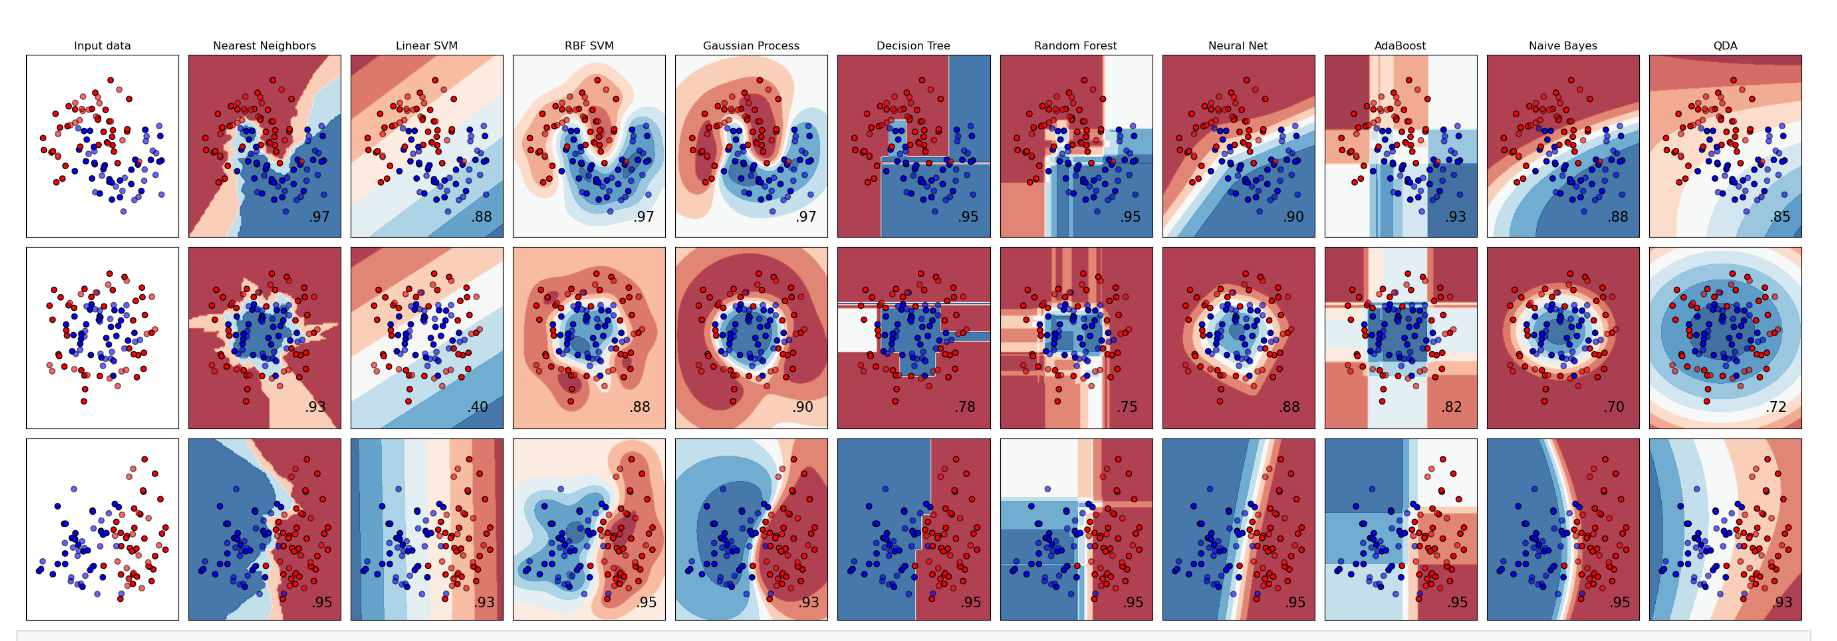 Input data Nearest Neighbors Linear SVM RBF SVM Gaussian Process Decision Tree Random Forest Neural Net AdaBoost Naive Bayes QDA
.97 .88 .97 .97 .95 .95 .90 .93 .88 .85
.93 .40 .88 .90 .78 .75 .88 .82 .70 .72
.95 .93 .95 .93 .95 .95 .95 .95 .95 .93